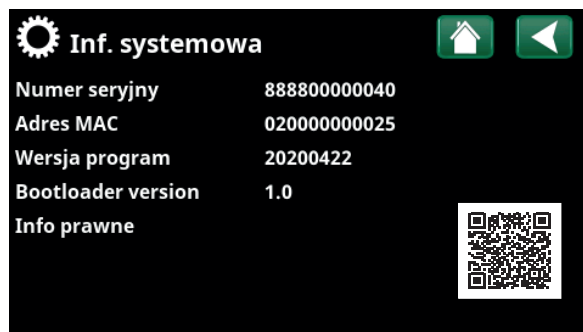 Inf. systemowa
Numer seryjny 888800000040
Adres MAC 020000000025
Wersja program 20200422
Bootloader version 1.0
Info prawne